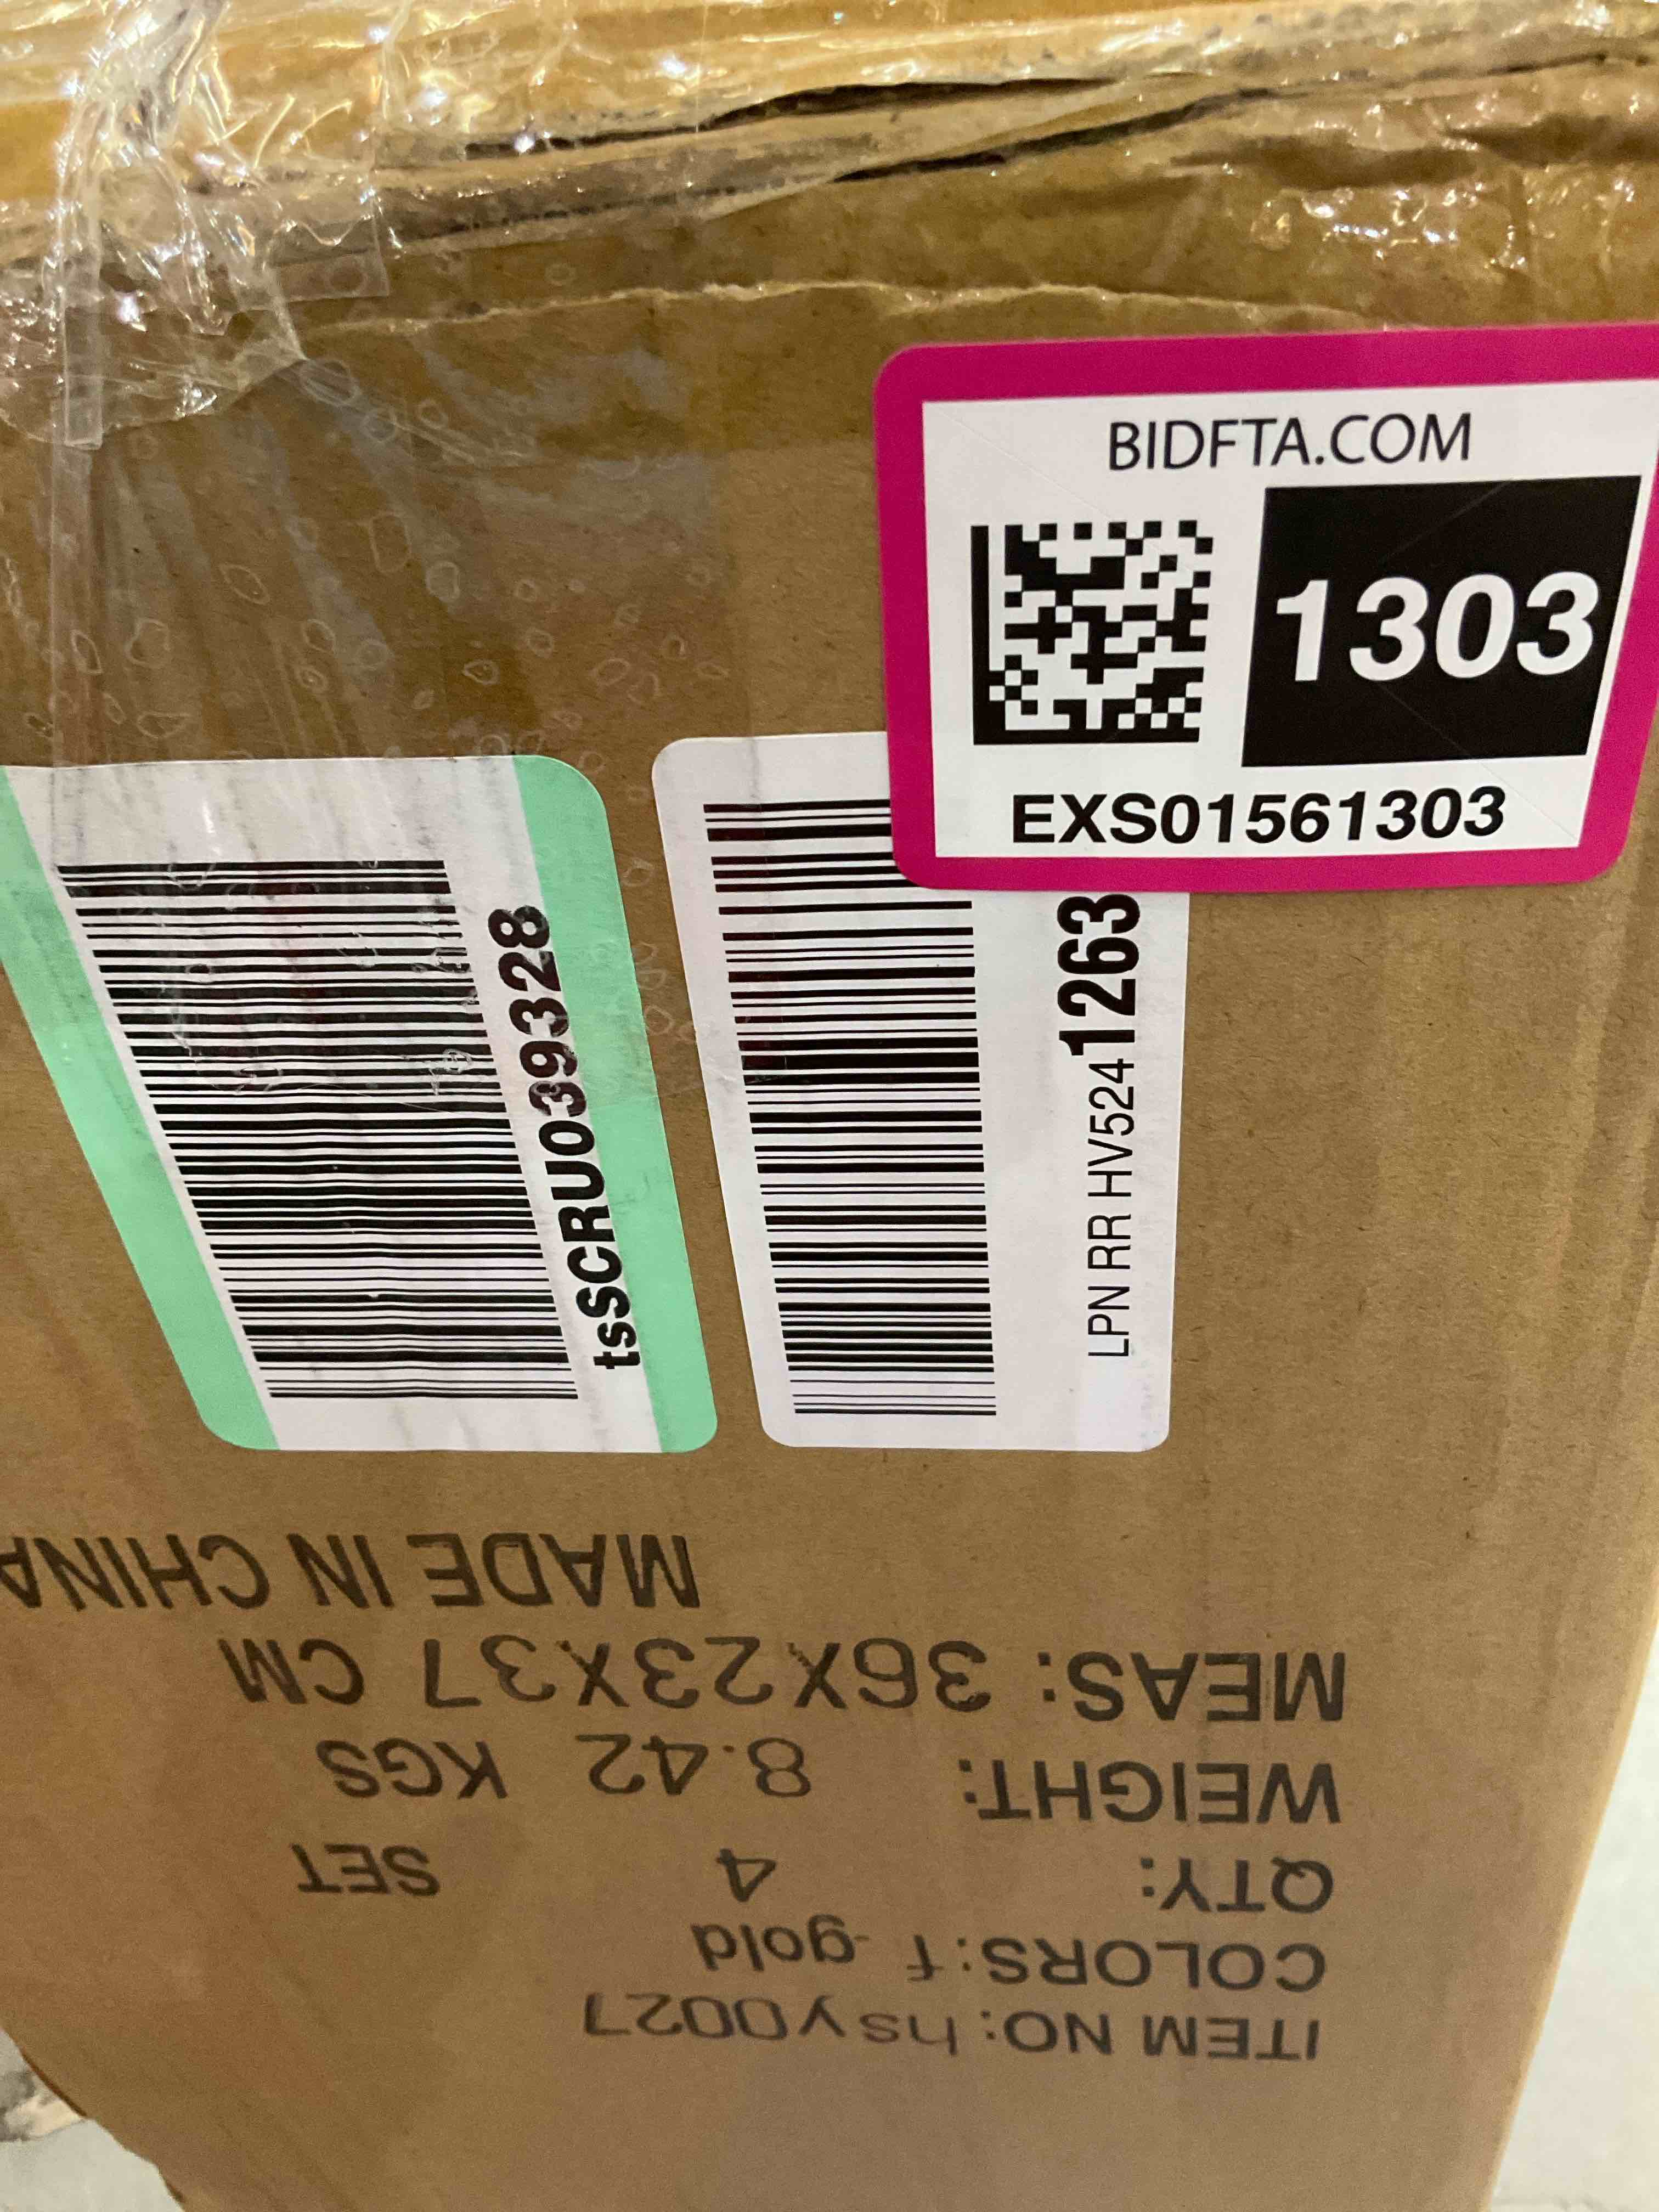 BIDFTA.COM
1303
EXS01561303
tsSCRU039328
LPN RR HV5241263
ITEM NO: hsy0027
COLORS: f-gold
QTY: 4 SET
WEIGHT: 8.42 KGS
MEAS: 36X23X37 CM
MADE IN CHINA